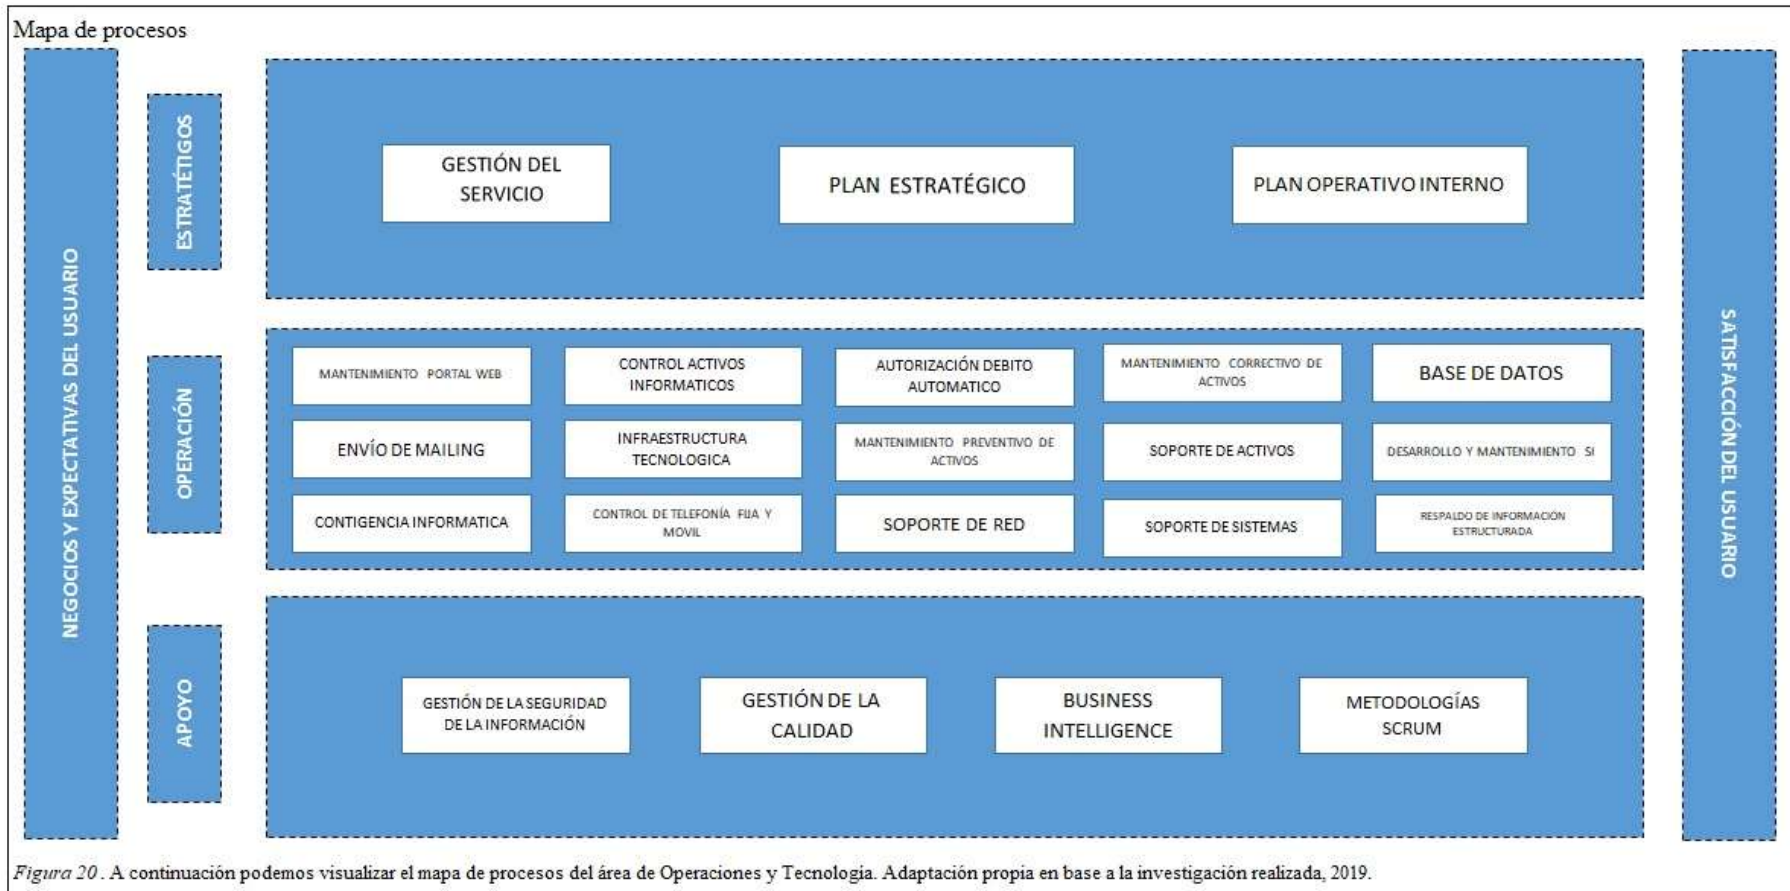 Mapa de procesos
NEGOCIOS Y EXPECTATIVAS DEL USUARIO
ESTRATÉTIGOS
GESTIÓN DEL
SERVICIO
PLAN ESTRATÉGICO
PLAN OPERATIVO INTERNO
OPERACIÓN
MANTENIMIENTO PORTAL WEB
CONTROL ACTIVOS
INFORMATICOS
AUTORIZACIÓN DEBITO
AUTOMATICO
MANTENIMIENTO CORRECTIVO DE
ACTIVOS
BASE DE DATOS
ENVÍO DE MAILING
INFRAESTRUCTURA
TECNOLOGICA
MANTENIMIENTO PREVENTIVO DE
ACTIVOS
SOPORTE DE ACTIVOS
DESARROLLO Y MANTENIMIENTO SI
CONTIGENCIA INFORMATICA
CONTROL DE TELEFONÍA FIJA Y
MOVIL
SOPORTE DE RED
SOPORTE DE SISTEMAS
RESPALDO DE INFORMACIÓN
ESTRUCTURADA
APOYO
GESTIÓN DE LA SEGURIDAD
DE LA INFORMACIÓN
GESTIÓN DE LA
CALIDAD
BUSINESS
INTELLIGENCE
METODOLOGÍAS
SCRUM
SATISFACCIÓN DEL USUARIO
Figura 20. A continuación podemos visualizar el mapa de procesos del área de Operaciones y Tecnología. Adaptación propia en base a la investigación realizada, 2019.